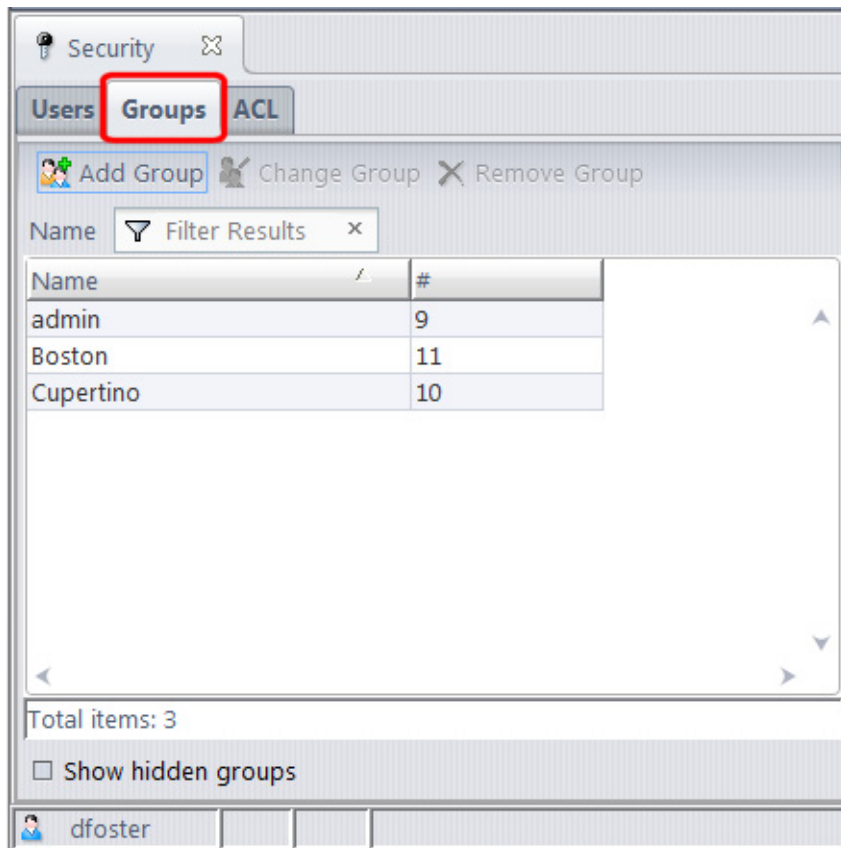 Security
Users Groups ACL
Add Group Change Group Remove Group
Name Filter Results
Name #
admin 9
Boston 11
Cupertino 10
Total items: 3
Show hidden groups
dfoster